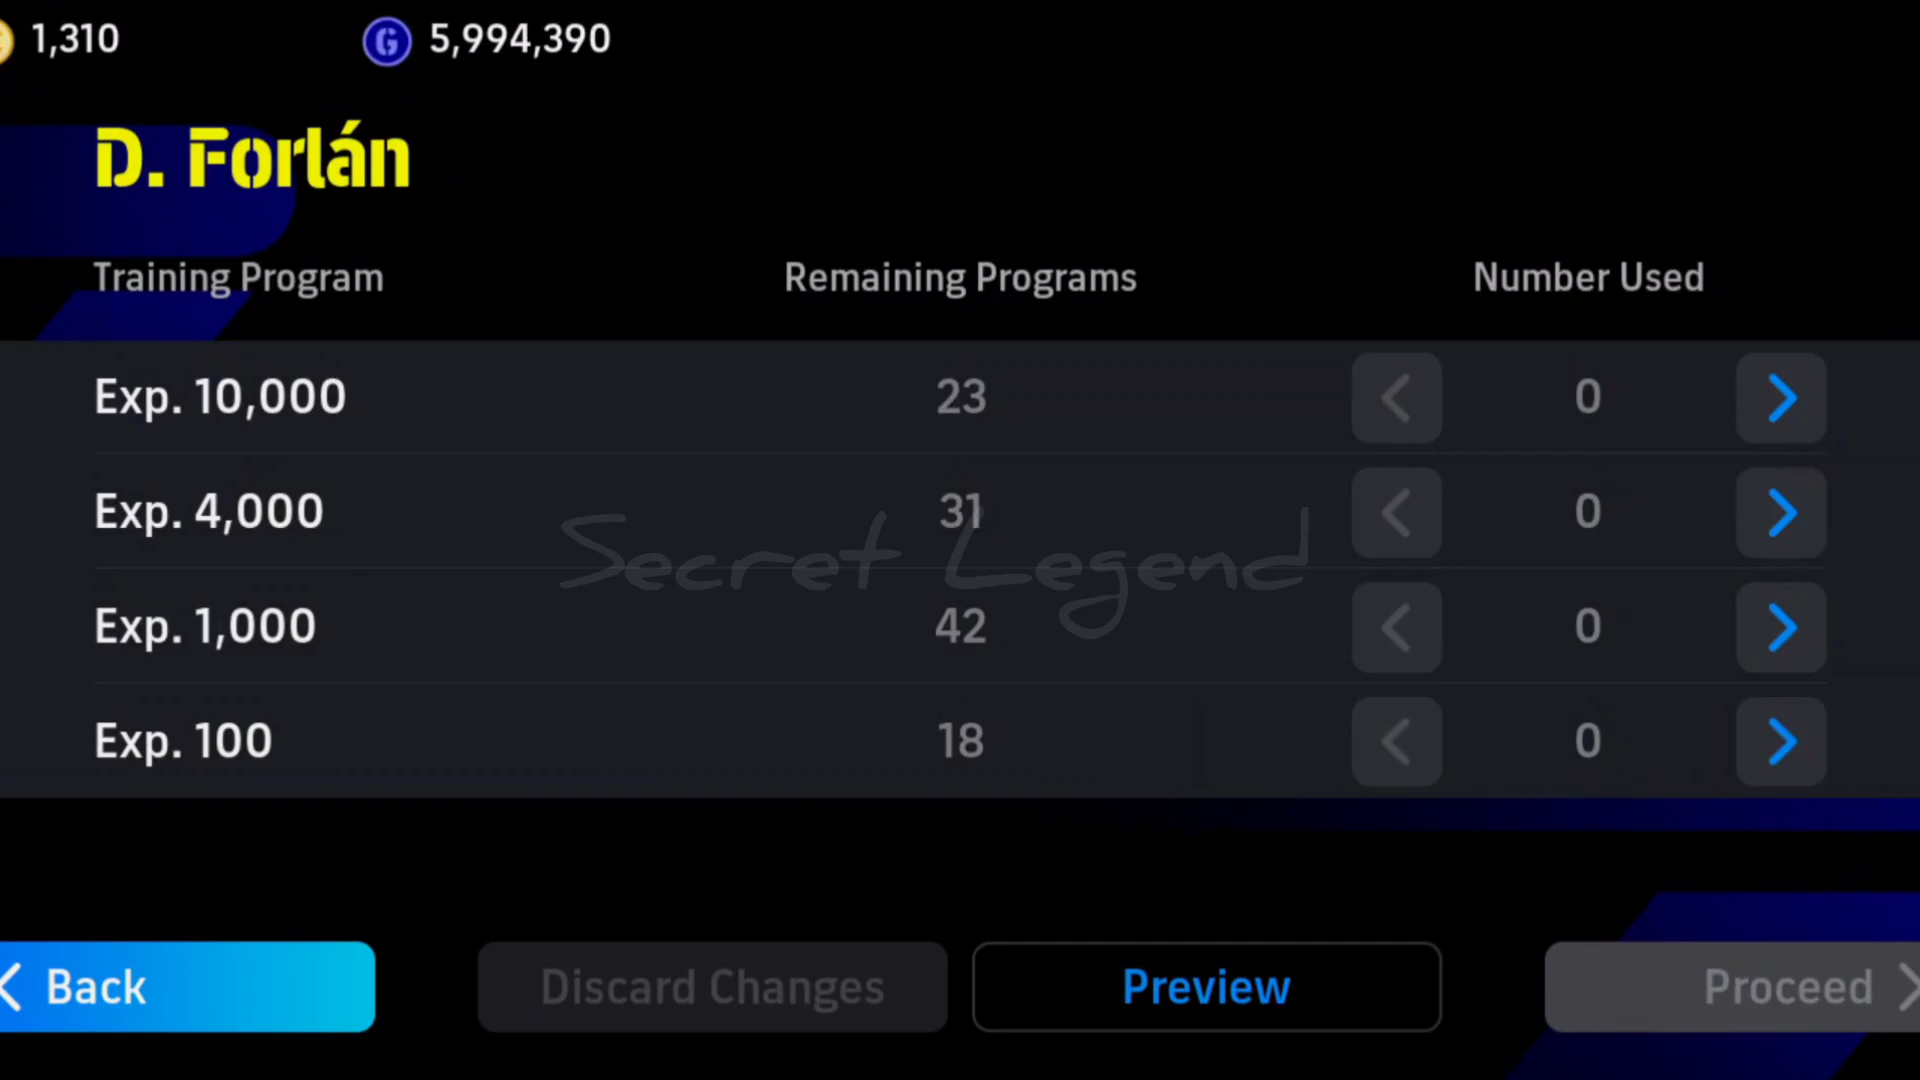 1,310
G 5,994,390
D. Forlán
Training Program Remaining Programs Number Used
Exp. 10,000 23 0
Exp. 4,000 31 0
Secret Legend
Exp. 1,000 42 0
Exp. 100 18 0
Back Discard Changes Preview Proceed